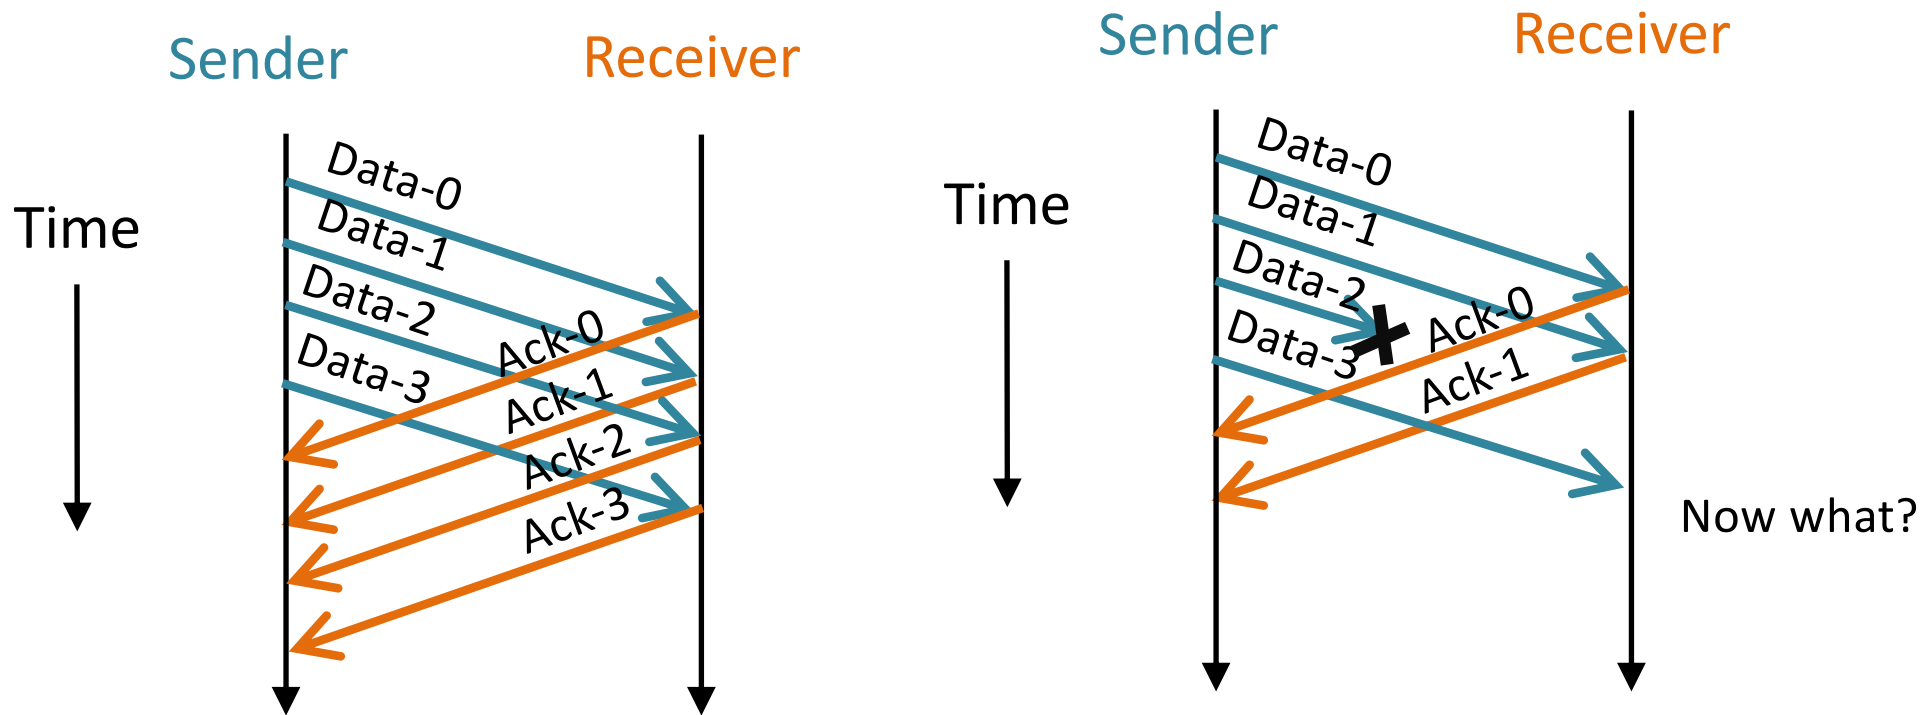 Sender
Receiver
Time
Data-0
Data-1
Data-2
Data-3
Ack-0
Ack-1
Ack-2
Ack-3
Sender
Receiver
Time
Data-0
Data-1
Data-2
Data-3
Ack-0
Ack-1
Now what?